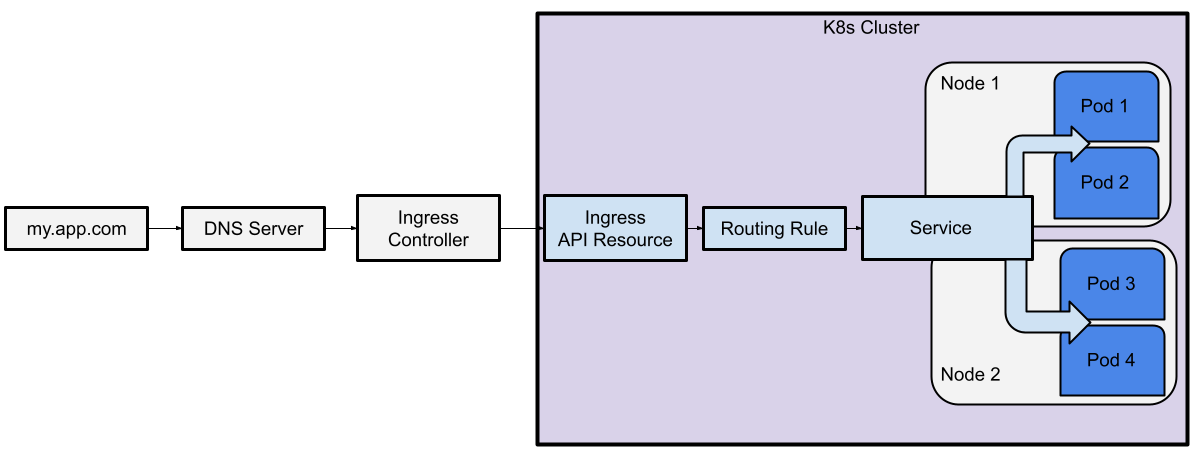 K8s Cluster
Node 1
Pod 1
Pod 2
my.app.com
DNS Server
Ingress
Controller
Ingress
API Resource
Routing Rule
Service
Pod 3
Pod 4
Node 2